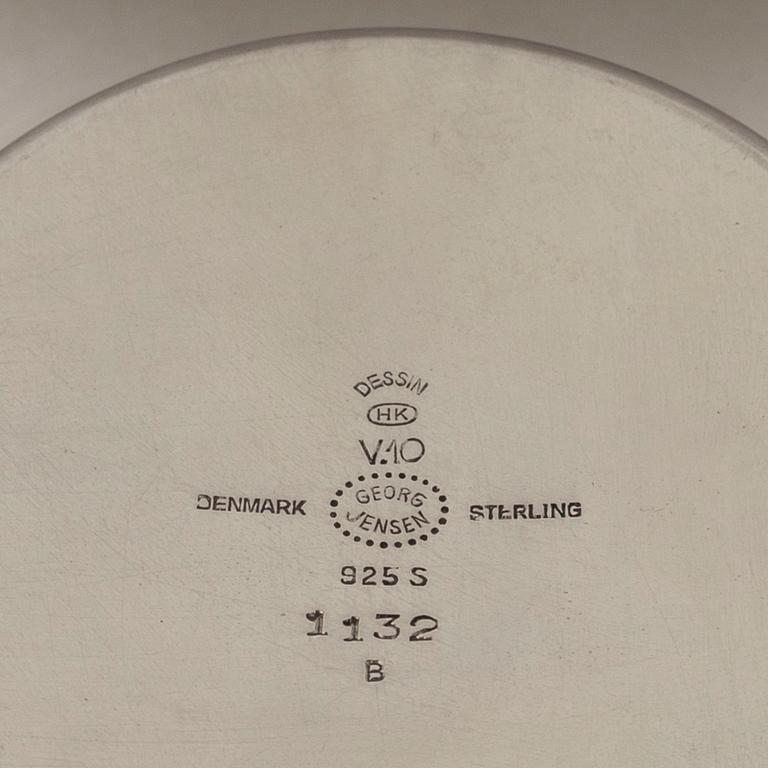 DESSIN
HK
V.10
DENMARK GEORG JENSEN STERLING
925 S
1132
B